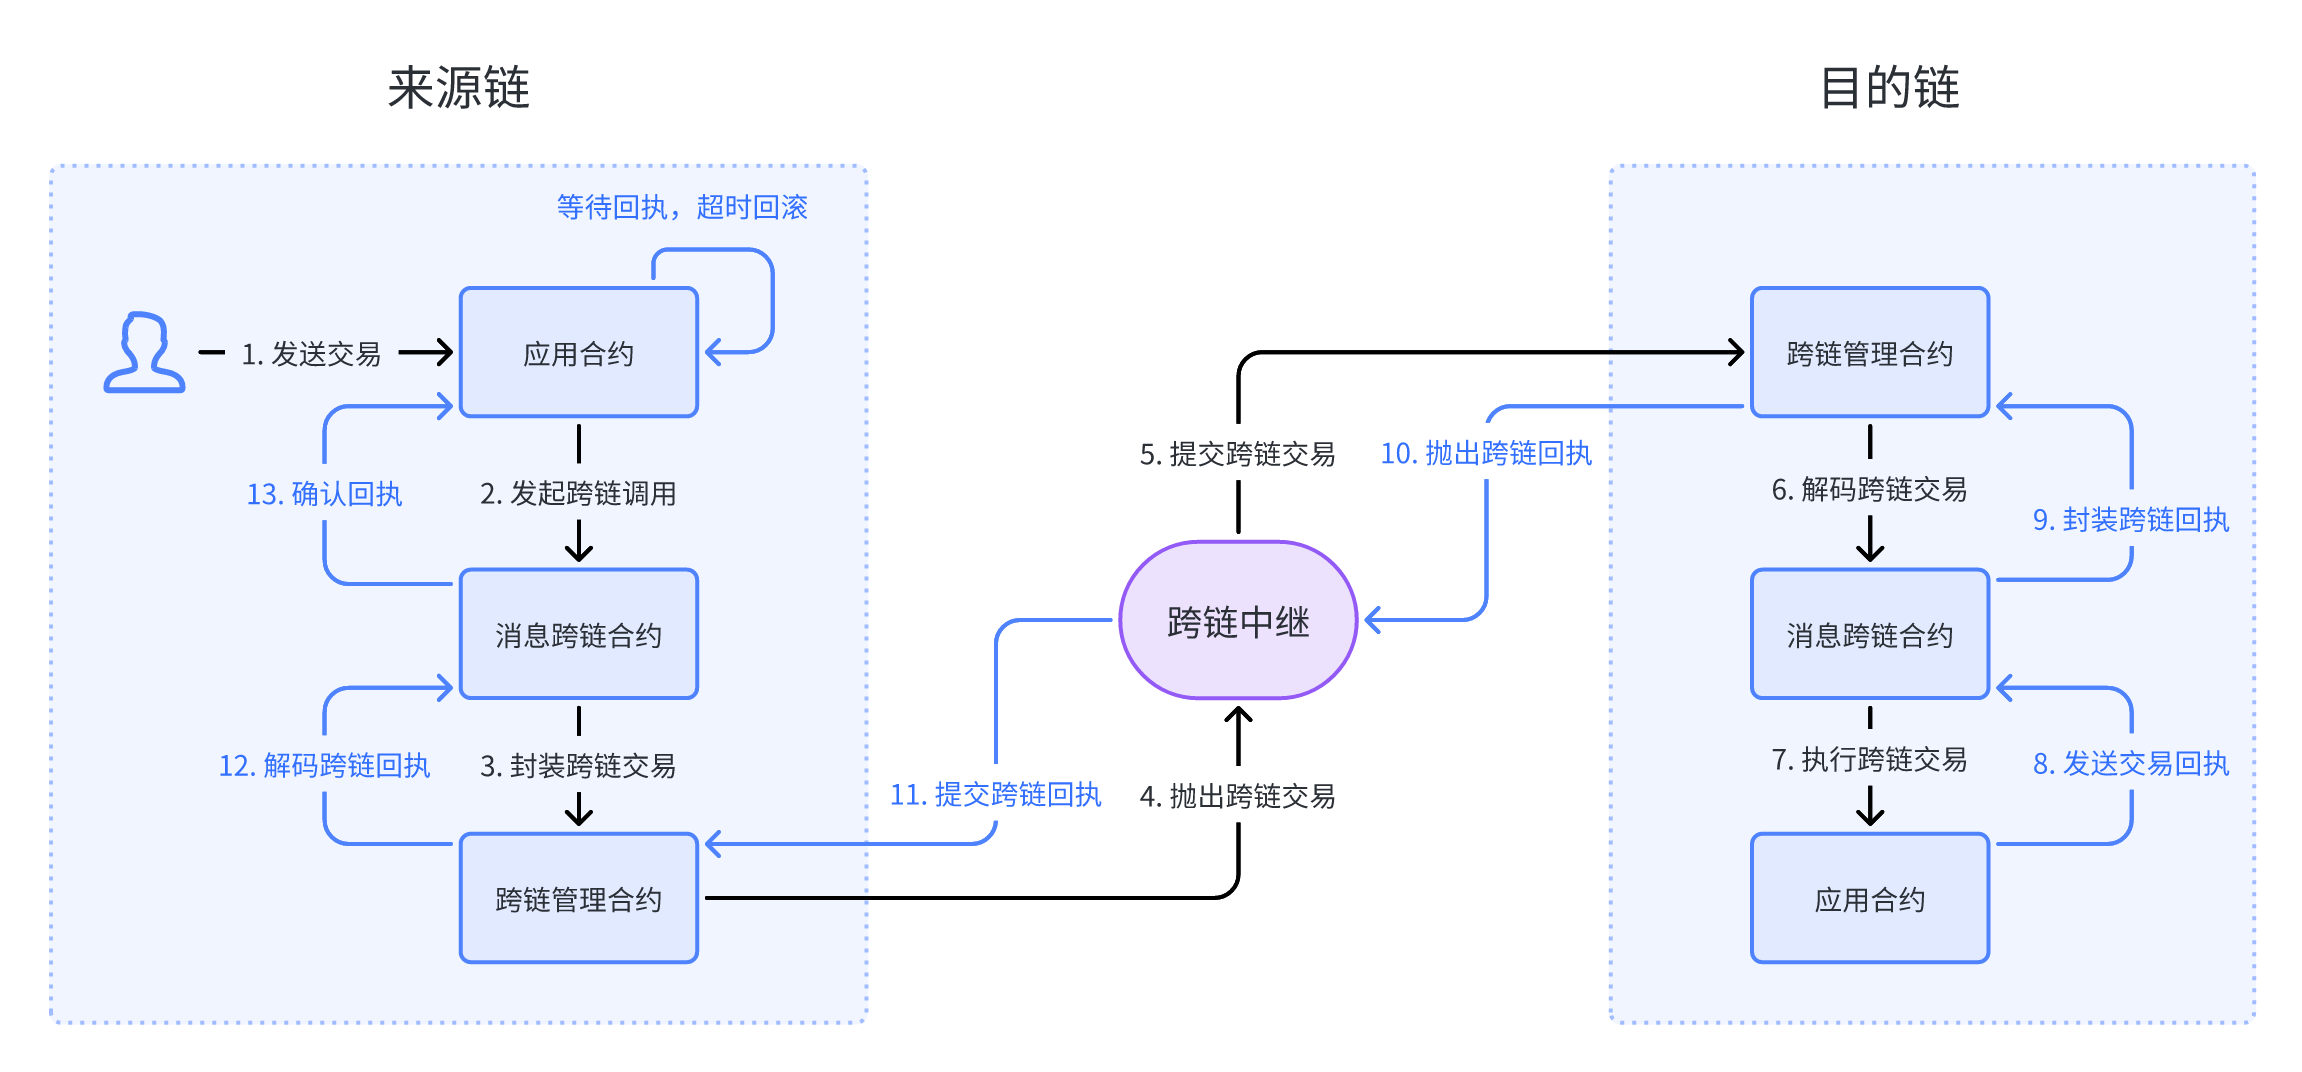 来源链
目的链
等待回执，超时回滚
1. 发送交易
应用合约
跨链管理合约
5. 提交跨链交易
10. 抛出跨链回执
13. 确认回执
2. 发起跨链调用
6. 解码跨链交易
9. 封装跨链回执
消息跨链合约
跨链中继
消息跨链合约
12. 解码跨链回执
3. 封装跨链交易
11. 提交跨链回执
4. 抛出跨链交易
7. 执行跨链交易
8. 发送交易回执
跨链管理合约
应用合约